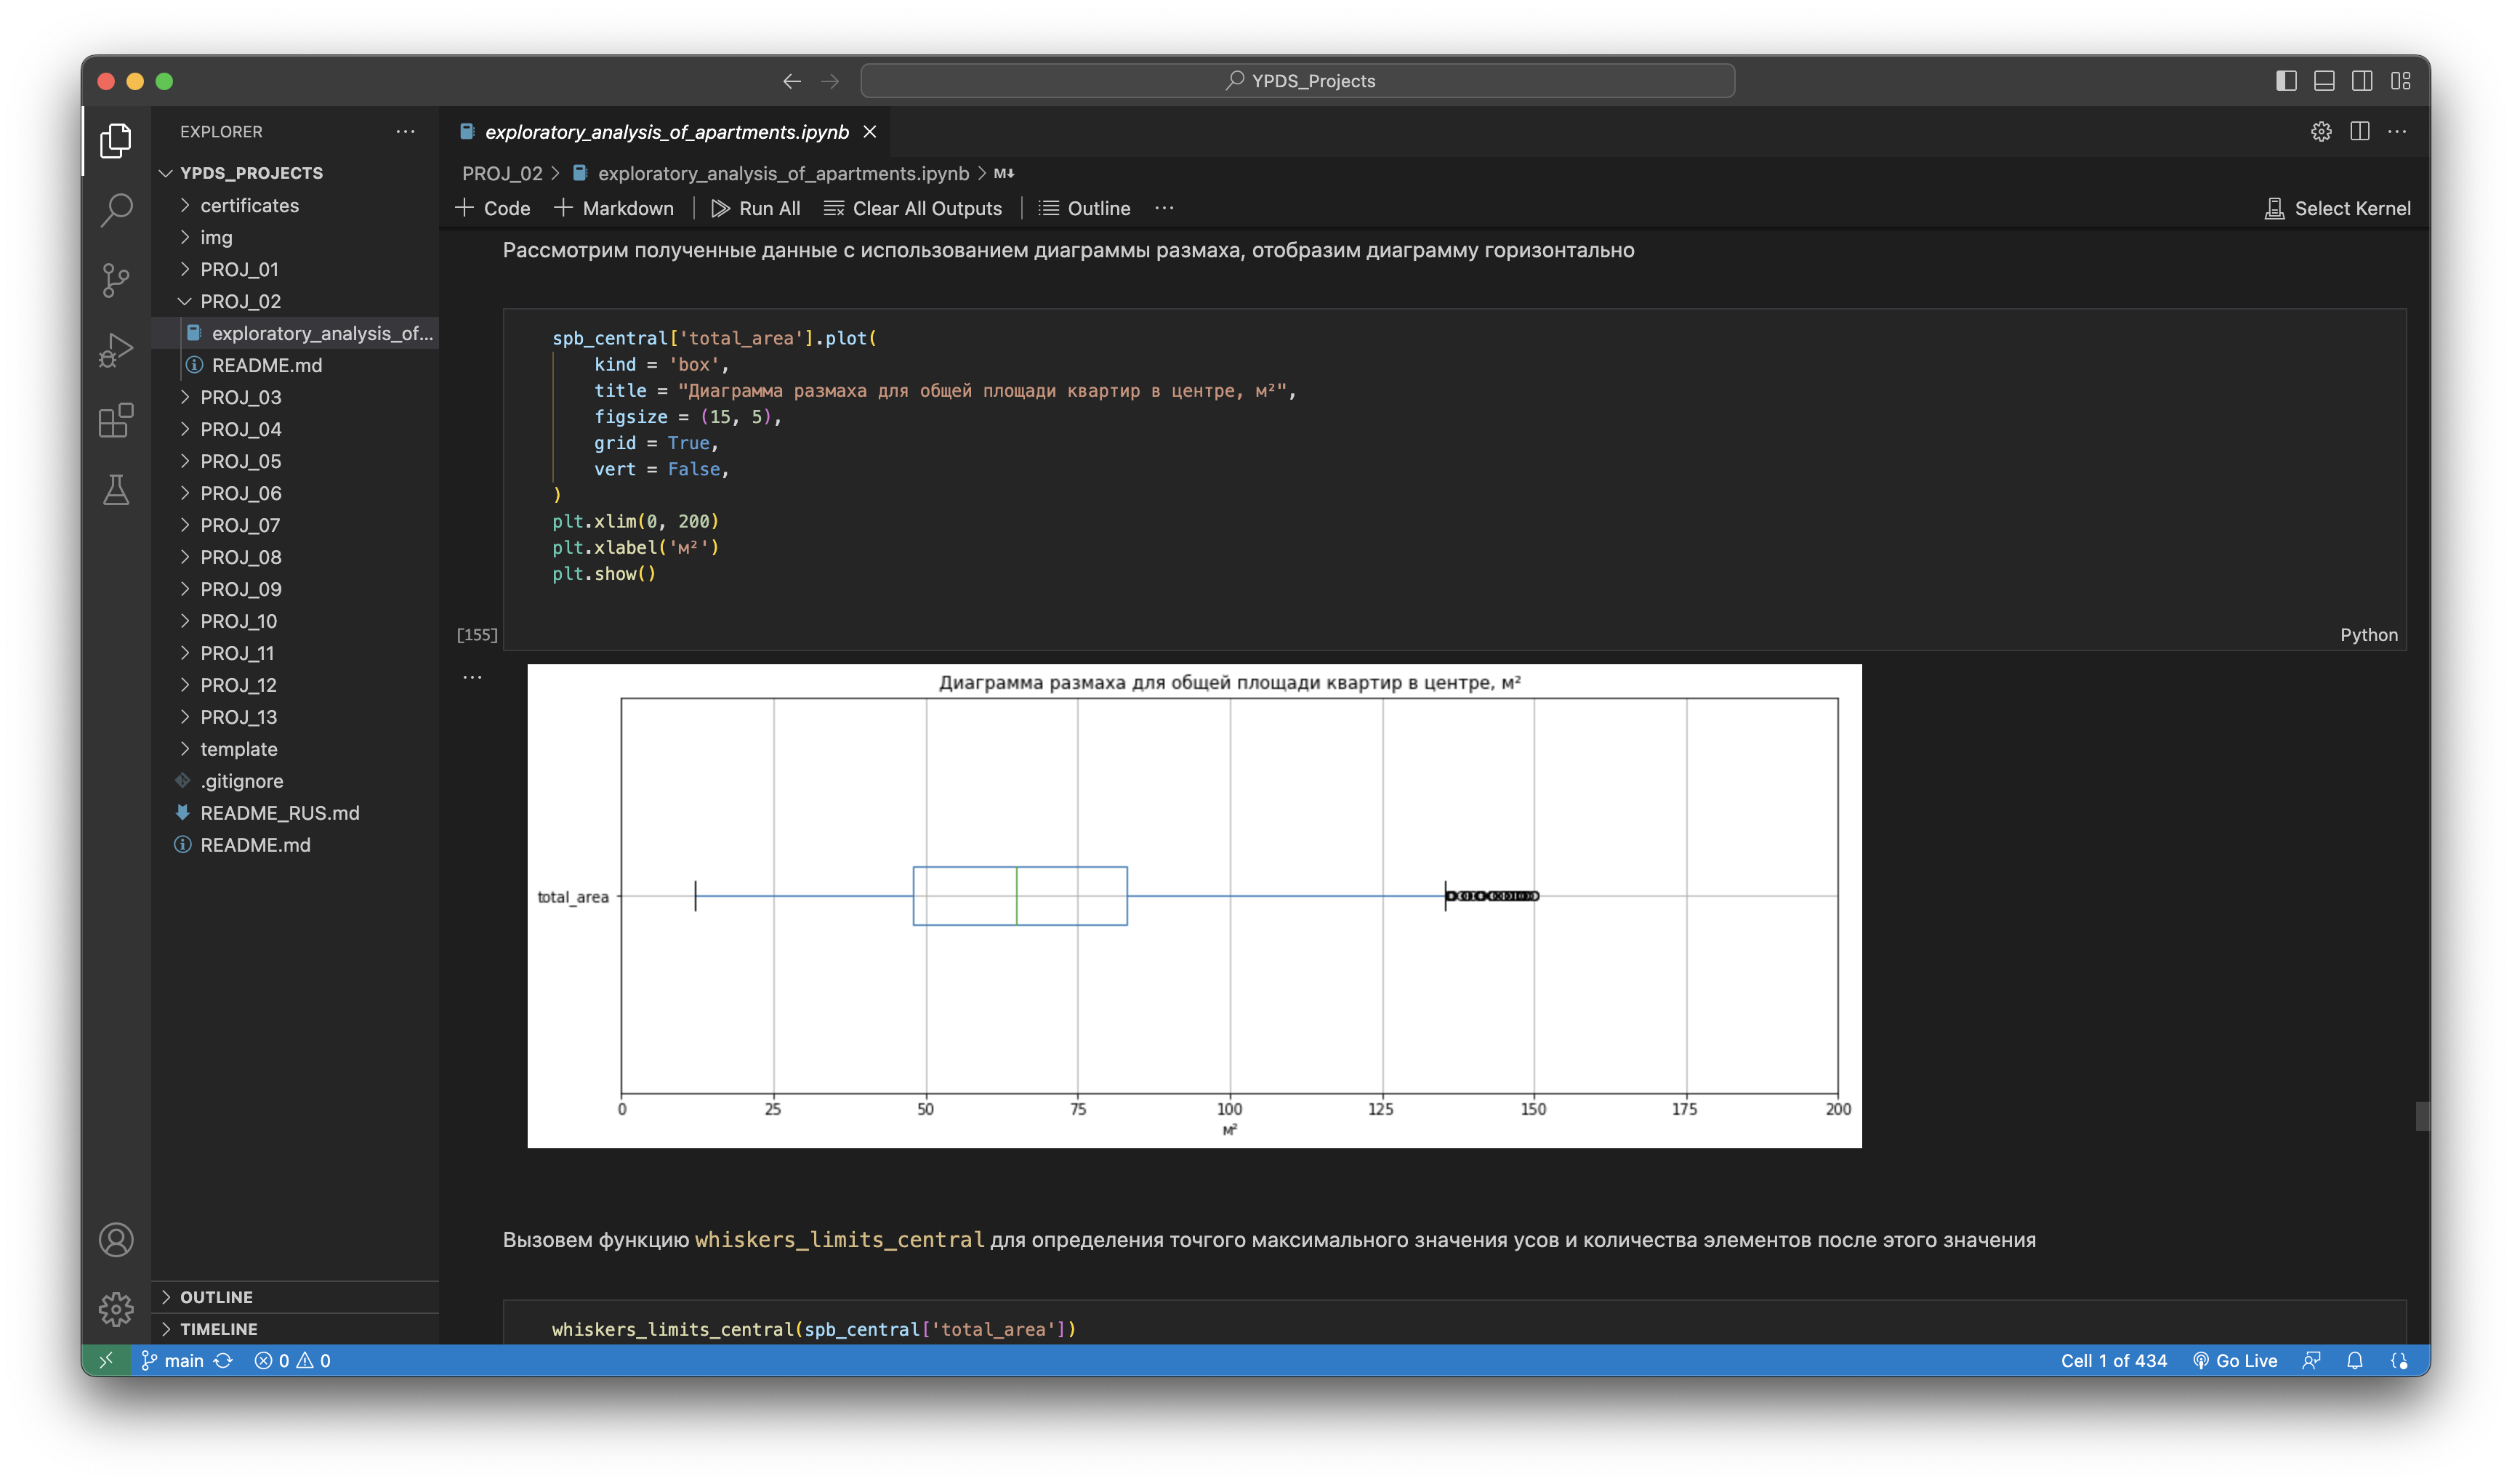 YPDS_Projects
EXPLORER
YPDS_PROJECTS
certificates
img
PROJ_01
PROJ_02
exploratory_analysis_of...
README.md
PROJ_03
PROJ_04
PROJ_05
PROJ_06
PROJ_07
PROJ_08
PROJ_09
PROJ_10
PROJ_11
PROJ_12
PROJ_13
template
.gitignore
README_RUS.md
README.md
OUTLINE
TIMELINE
exploratory_analysis_of_apartments.ipynb
PROJ_02 > exploratory_analysis_of_apartments.ipynb > M↓
+ Code + Markdown | Run All Clear All Outputs | Outline ...
Select Kernel
Рассмотрим полученные данные с использованием диаграммы размаха, отобразим диаграмму горизонтально
spb_central['total_area'].plot(
    kind = 'box',
    title = "Диаграмма размаха для общей площади квартир в центре, м²",
    figsize = (15, 5),
    grid = True,
    vert = False,
)
plt.xlim(0, 200)
plt.xlabel('м²')
plt.show()
[155]
Python
Диаграмма размаха для общей площади квартир в центре, м²
total_area
0 25 50 75 100 125 150 175 200
м²
Вызовем функцию whiskers_limits_central для определения точгого максимального значения усов и количества элементов после этого значения
whiskers_limits_central(spb_central['total_area'])
main 0 0
Cell 1 of 434 Go Live